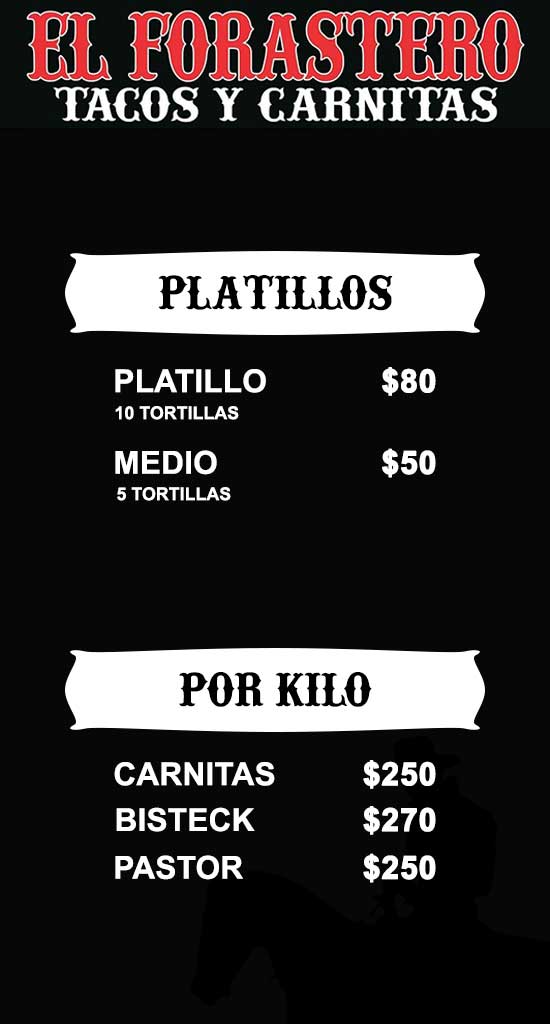 EL FORASTERO
TACOS Y CARNITAS
PLATILLOS
PLATILLO $80
10 TORTILLAS
MEDIO $50
5 TORTILLAS
POR KILO
CARNITAS $250
BISTECK $270
PASTOR $250